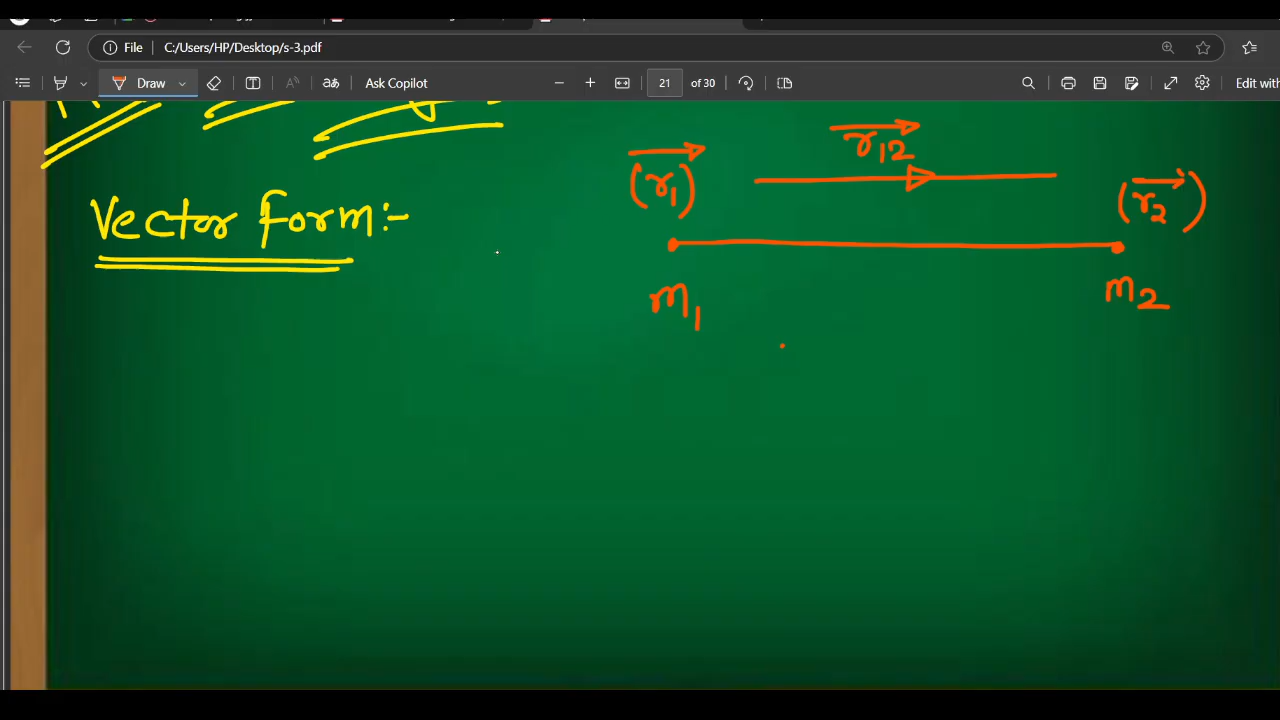 File C:/Users/HP/Desktop/s-3.pdf
Draw Ask Copilot 21 of 30 Edit with
Vector form:-
(r₁) r₁₂ (r₂)
m₁ m₂